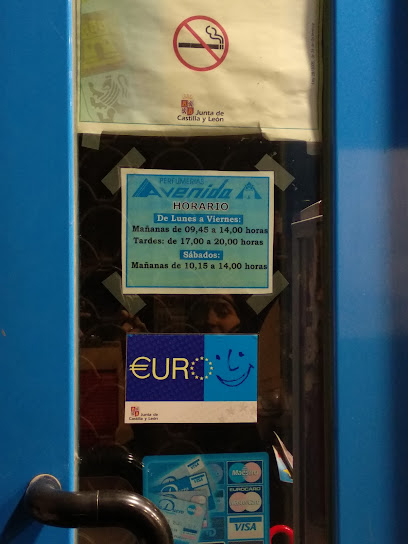 Junta de
Castilla y León
PERFUMERIAS
Avenida
HORARIO
De Lunes a Viernes:
Mañanas de 09,45 a 14,00 horas
Tardes: de 17,00 a 20,00 horas
Sábados:
Mañanas de 10,15 a 14,00 horas
€URO
Junta de
Castilla y León
Maestro
EUROCARD
MasterCard
VISA